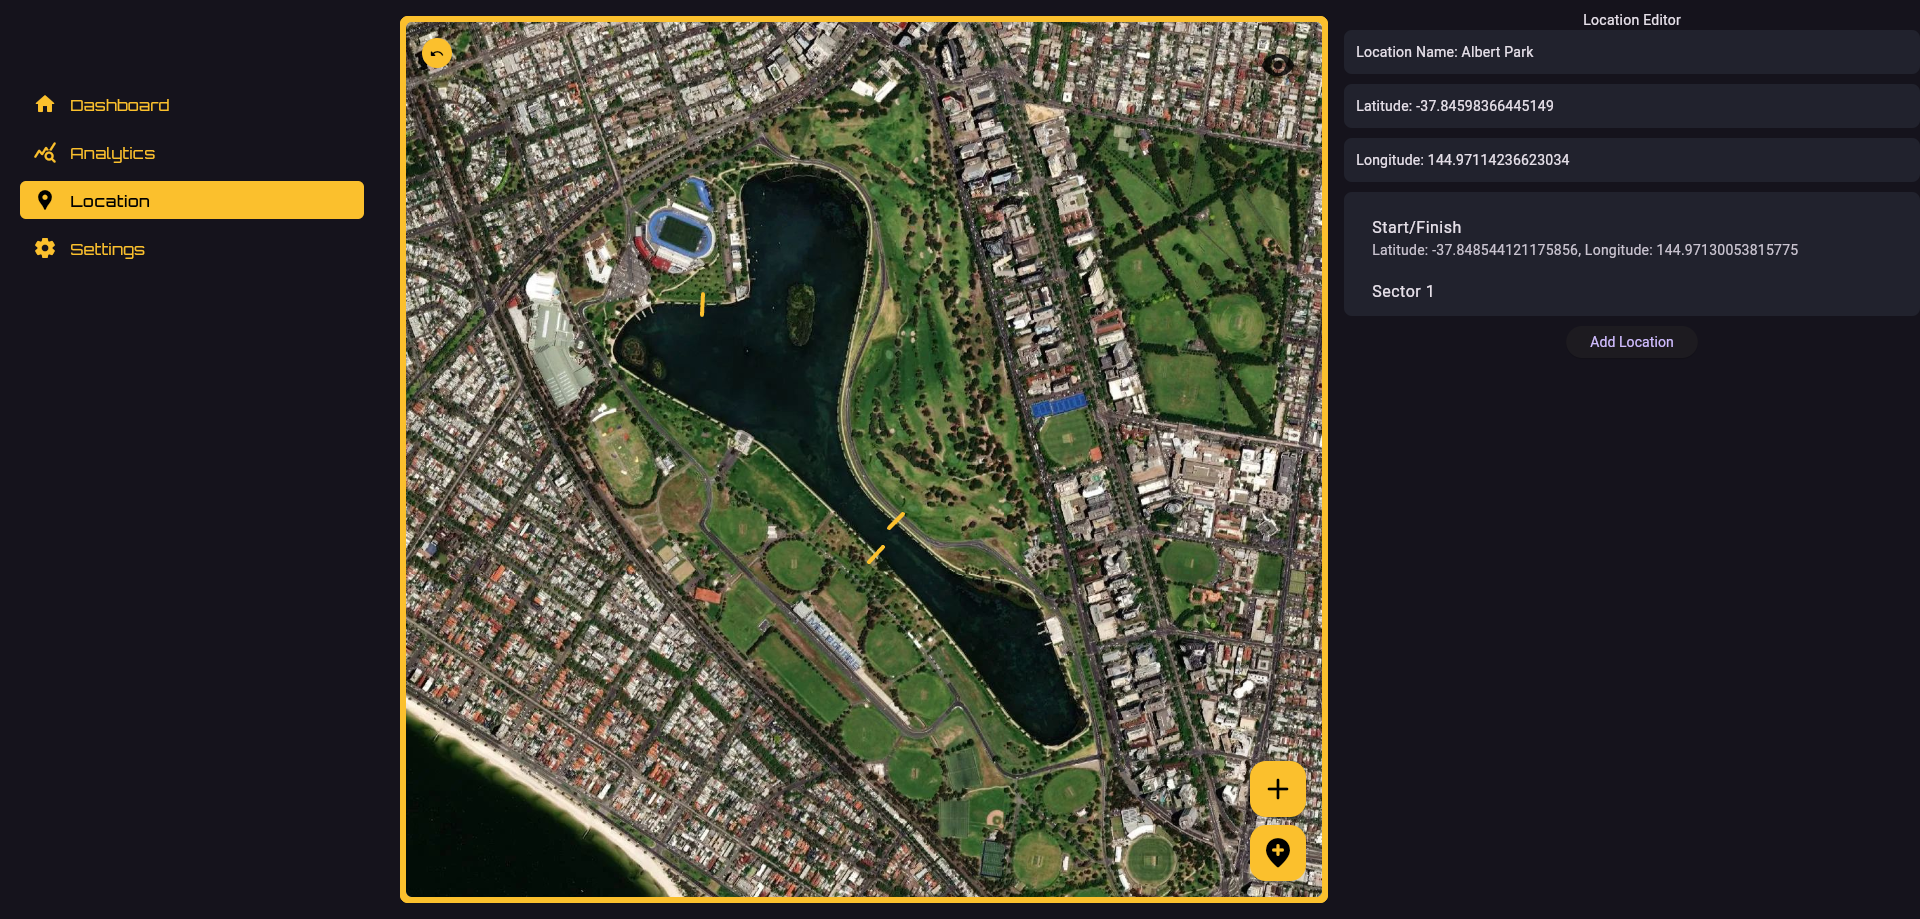 Dashboard
Analytics
Location
Settings
Location Editor
Location Name: Albert Park
Latitude: -37.84598366445149
Longitude: 144.97114236623034
Start/Finish
Latitude: -37.848544121175856, Longitude: 144.97130053815775
Sector 1
Add Location